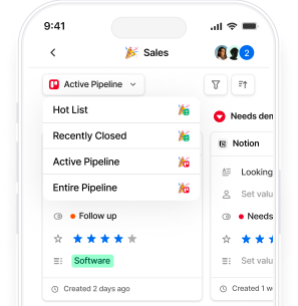 9:41
Sales
2
Active Pipeline
Hot List
Recently Closed
Active Pipeline
Entire Pipeline
Follow up
Software
Created 2 days ago
Needs dem
Notion
Looking
Set valu
Needs
Set valu
Created 1 w